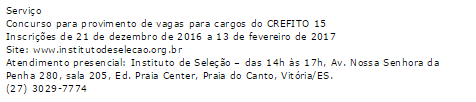 Serviço
Concurso para provimento de vagas para cargos do CREFITO 15
Inscrições de 21 de dezembro de 2016 a 13 de fevereiro de 2017
Site: www.institutodeselecao.org.br
Atendimento presencial: Instituto de Seleção – das 14h às 17h, Av. Nossa Senhora da
Penha 280, sala 205, Ed. Praia Center, Praia do Canto, Vitória/ES.
(27) 3029-7774